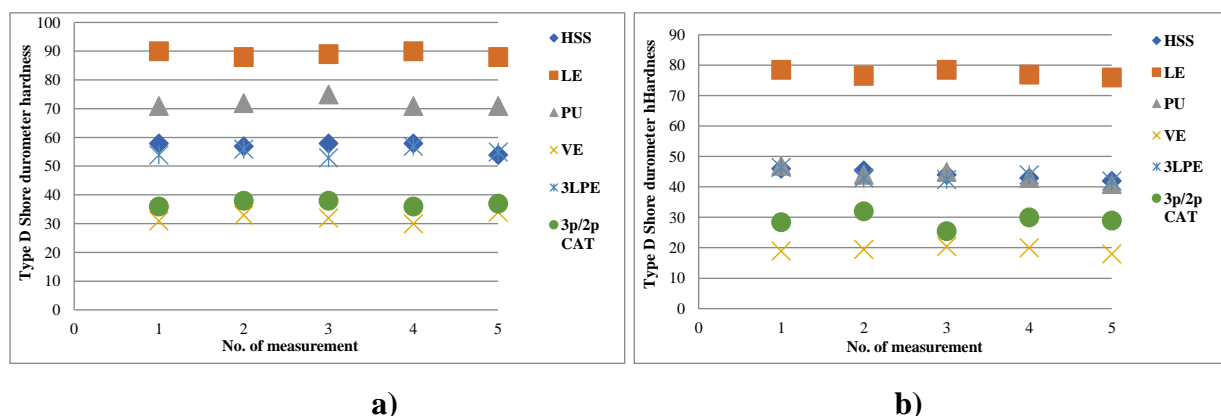 100
90
80
70
60
50
40
30
20
10
0
Type D Shore durometer hardness
0 1 2 3 4 5
No. of measurement
HSS
LE
PU
VE
3LPE
3p/2p
CAT
a)
90
80
70
60
50
40
30
20
10
0
Type D Shore durometer hHardness
0 1 2 3 4 5
No. of measurement
HSS
LE
PU
VE
3LPE
3p/2p
CAT
b)